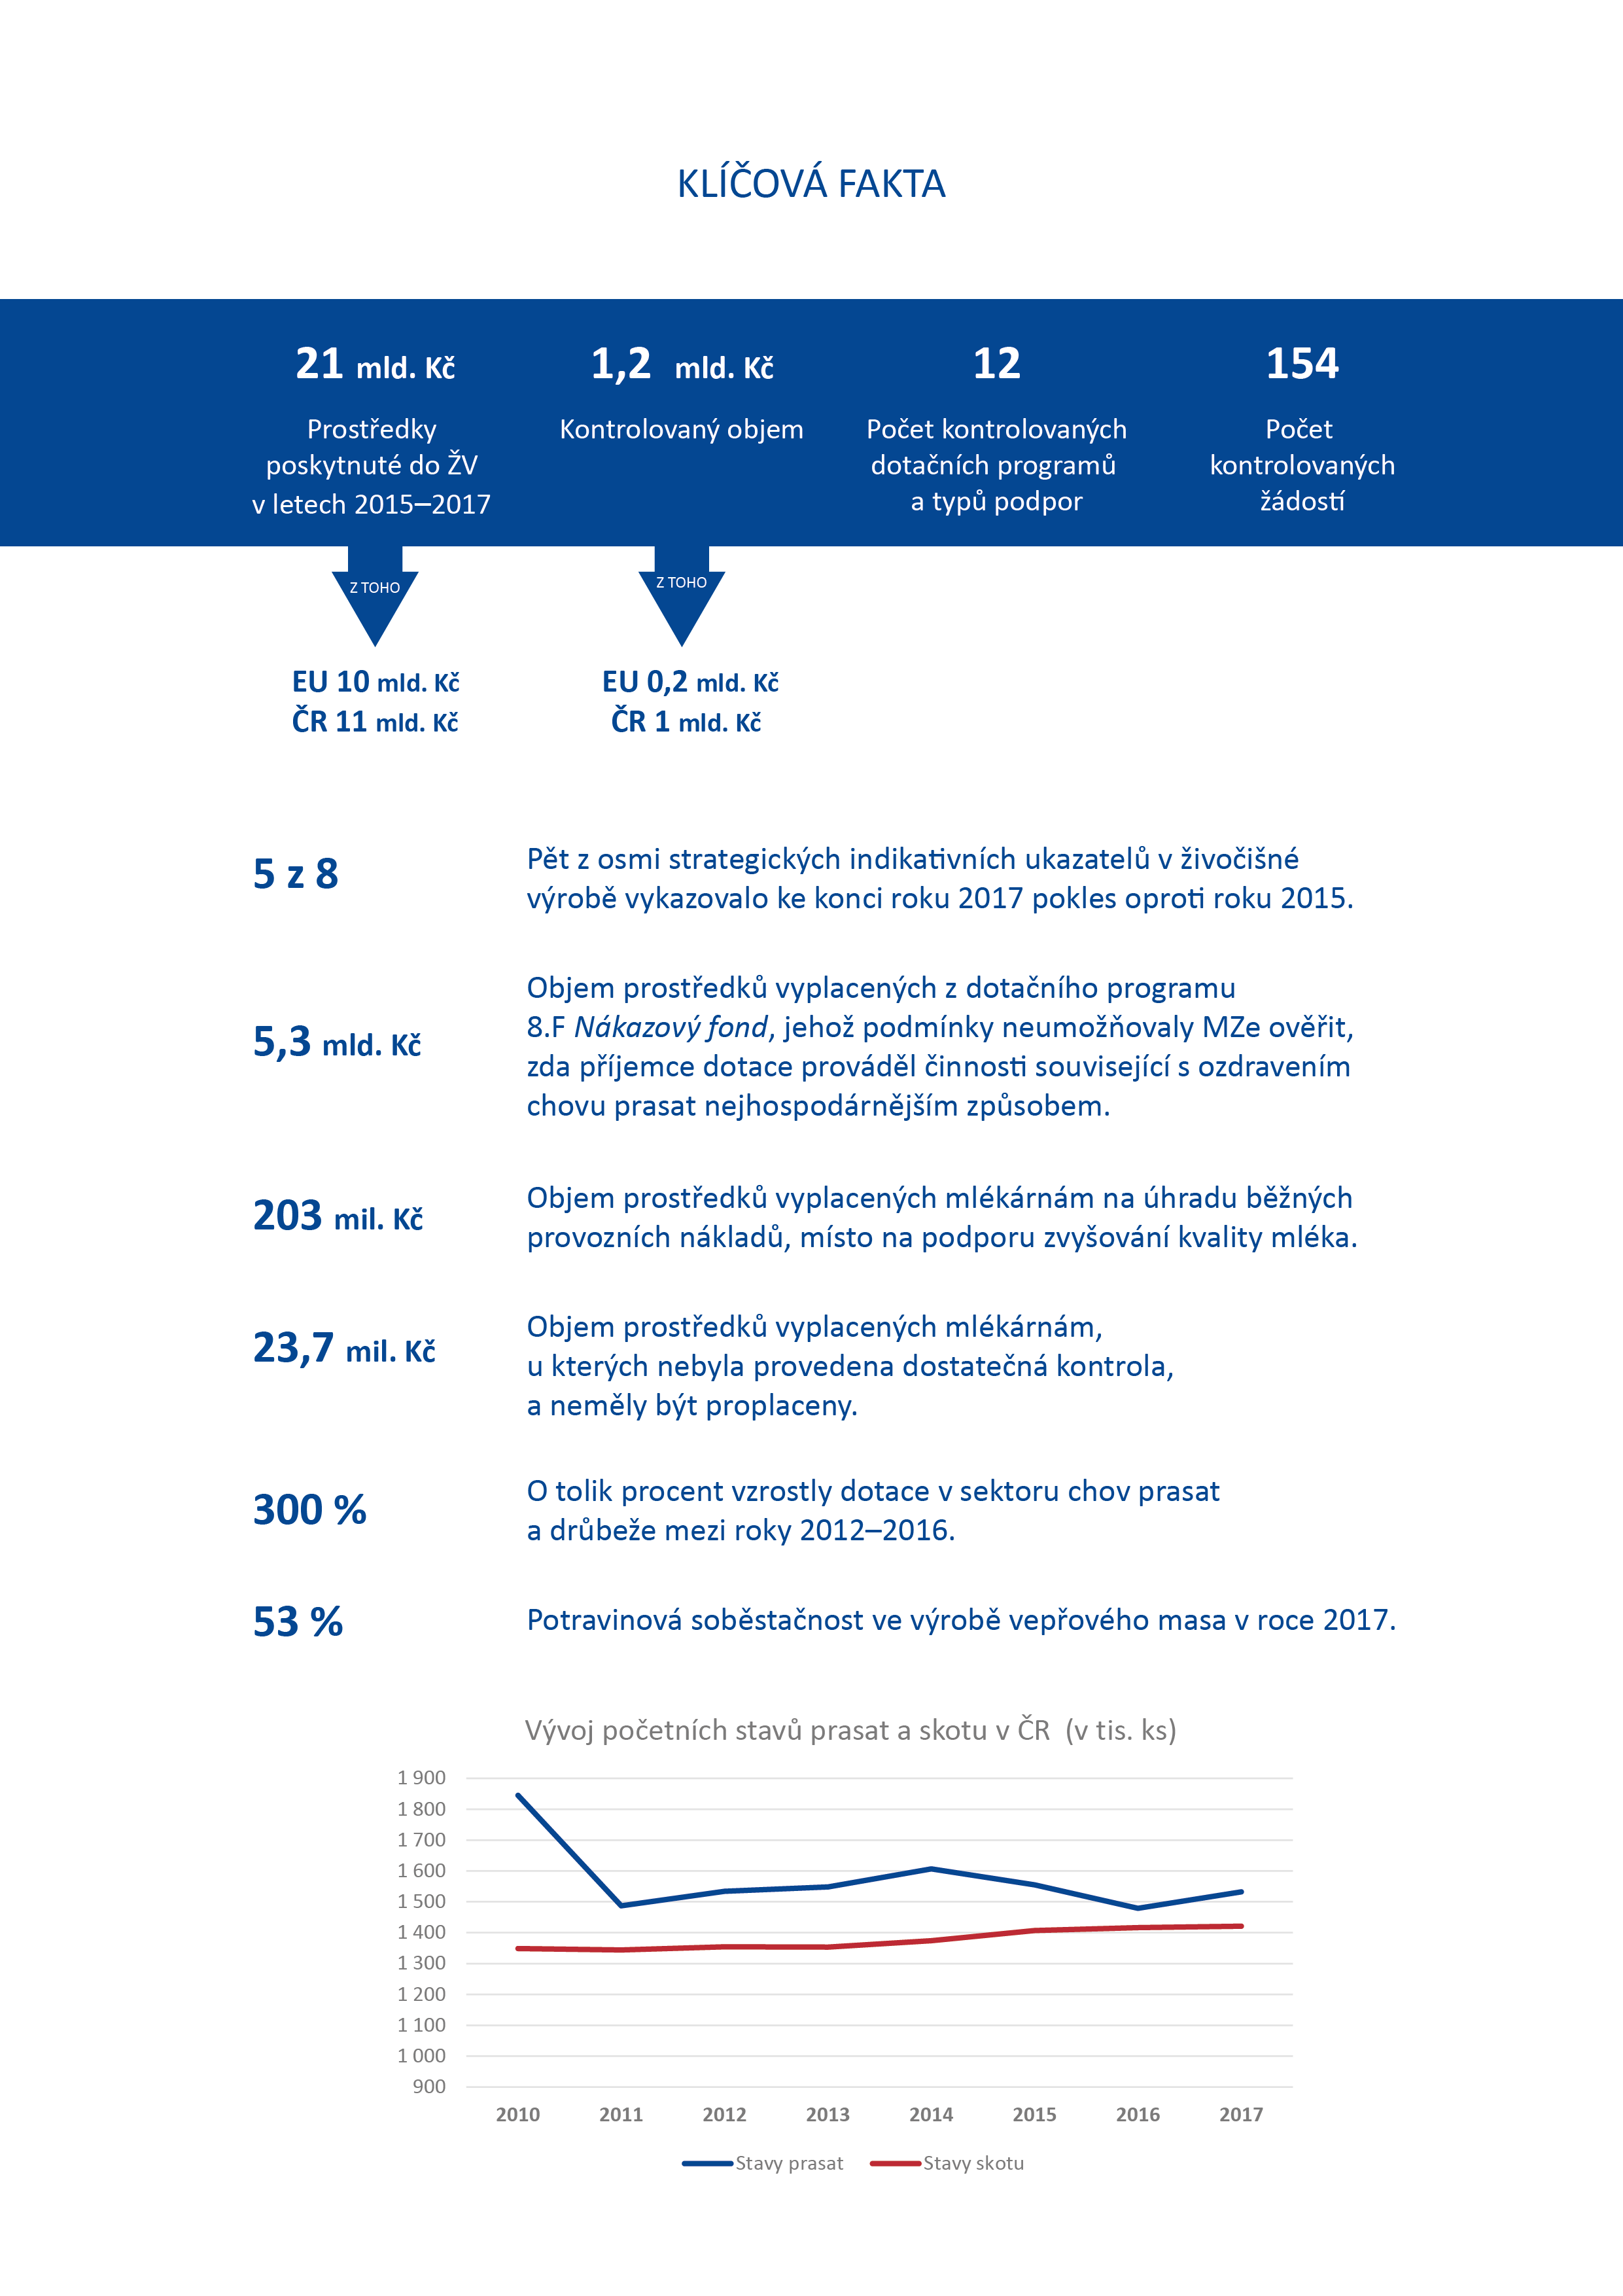 KLÍČOVÁ FAKTA
21 mld. Kč
Prostředky
poskytnuté do ŽV
v letech 2015–2017
1,2 mld. Kč
Kontrolovaný objem
12
Počet kontrolovaných
dotačních programů
a typů podpor
154
Počet
kontrolovaných
žádostí
Z TOHO
EU 10 mld. Kč
ČR 11 mld. Kč
Z TOHO
EU 0,2 mld. Kč
ČR 1 mld. Kč
5 z 8
Pět z osmi strategických indikativních ukazatelů v živočišné
výrobě vykazovalo ke konci roku 2017 pokles oproti roku 2015.
5,3 mld. Kč
Objem prostředků vyplacených z dotačního programu
8.F Nákazový fond, jehož podmínky neumožňovaly MZe ověřit,
zda příjemce dotace prováděl činnosti související s ozdravením
chovu prasat nejhospodárnějším způsobem.
203 mil. Kč
Objem prostředků vyplacených mlékárnám na úhradu běžných
provozních nákladů, místo na podporu zvyšování kvality mléka.
23,7 mil. Kč
Objem prostředků vyplacených mlékárnám,
u kterých nebyla provedena dostatečná kontrola,
a neměly být proplaceny.
300 %
O tolik procent vzrostly dotace v sektoru chov prasat
a drůbeže mezi roky 2012–2016.
53 %
Potravinová soběstačnost ve výrobě vepřového masa v roce 2017.
Vývoj početních stavů prasat a skotu v ČR (v tis. ks)
1 900
1 800
1 700
1 600
1 500
1 400
1 300
1 200
1 100
1 000
900
2010 2011 2012 2013 2014 2015 2016 2017
Stavy prasat Stavy skotu